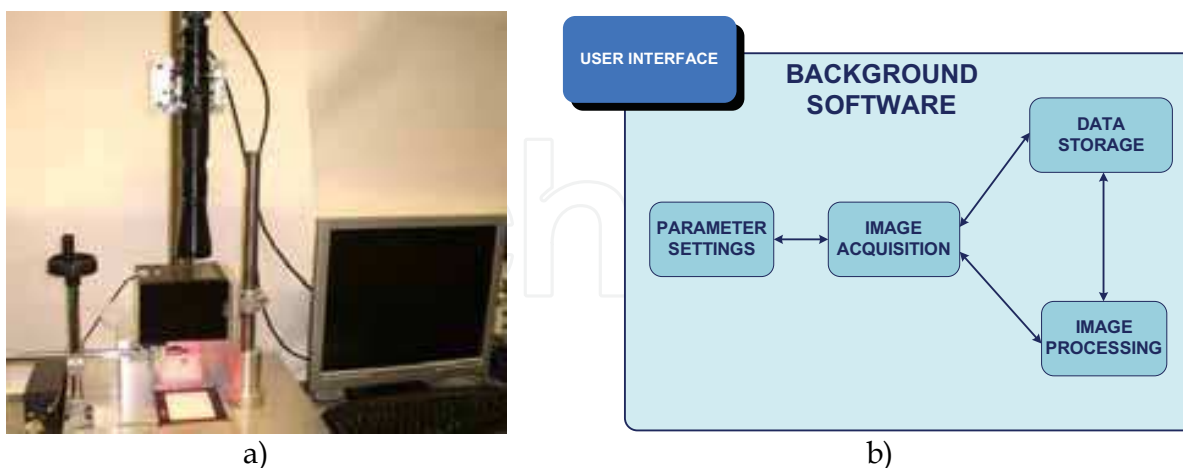 USER INTERFACE
BACKGROUND
SOFTWARE
DATA
STORAGE
PARAMETER
SETTINGS
IMAGE
ACQUISITION
IMAGE
PROCESSING
a)
b)